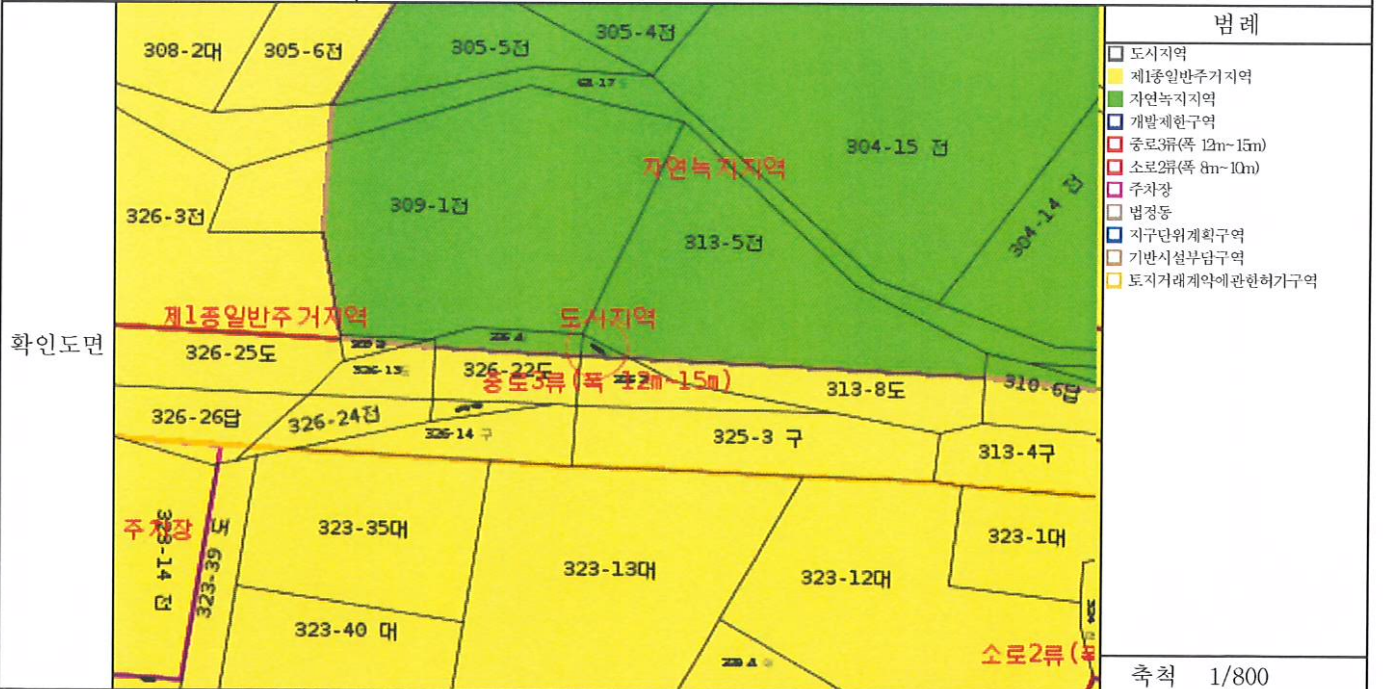 확인도면
308-2대
305-6전
305-5전
305-4전
304-15 전
326-3전
309-1전
자연녹지지역
313-5전
304-14 전
제1종일반주거지역
도시지역
326-25도
326-13도
326-22도
중로3류(폭 12m~15m)
313-8도
310-6답
326-26답
326-24전
326-14 구
325-3 구
313-4구
주차장
323-14 전
323-39 도
323-35대
323-13대
323-12대
323-1대
323-40 대
소로2류(폭
범례
도시지역
제1종일반주거지역
자연녹지지역
개발제한구역
중로3류(폭 12m~15m)
소로2류(폭 8m~10m)
주차장
법정동
지구단위계획구역
기반시설부담구역
토지거래계약에관한허가구역
축척 1/800